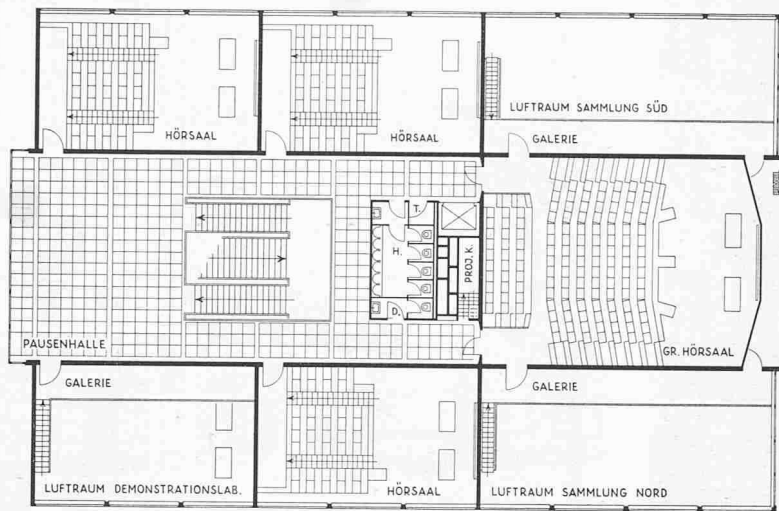 HÖRSAAL
HÖRSAAL
LUFTRAUM SAMMLUNG SÜD
GALERIE
T.
H.
PROJ. K.
D.
PAUSENHALLE
GR. HÖRSAAL
GALERIE
GALERIE
LUFTRAUM DEMONSTRATIONSLAB.
HÖRSAAL
LUFTRAUM SAMMLUNG NORD